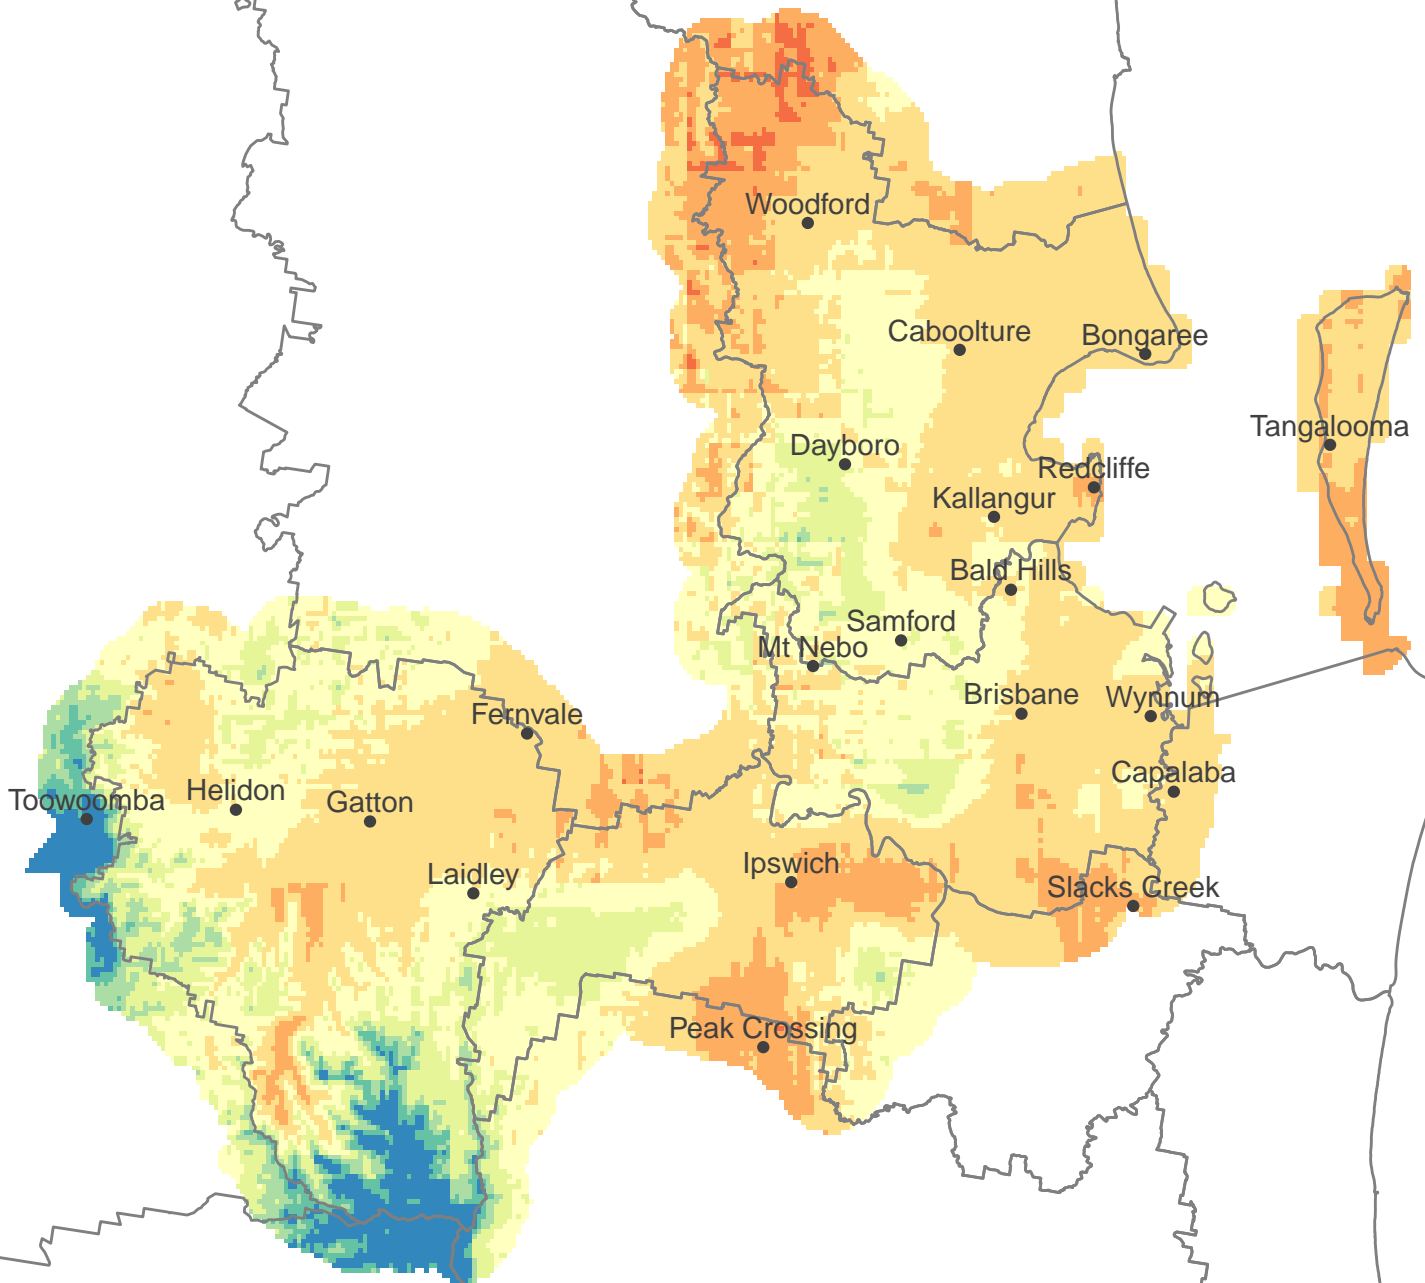 Woodford
Caboolture
Bongaree
Tangalooma
Dayboro
Redcliffe
Kallangur
Bald Hills
Samford
Mt Nebo
Brisbane
Wynnum
Fernvale
Capalaba
Toowoomba
Helidon
Gatton
Ipswich
Laidley
Slacks Creek
Peak Crossing